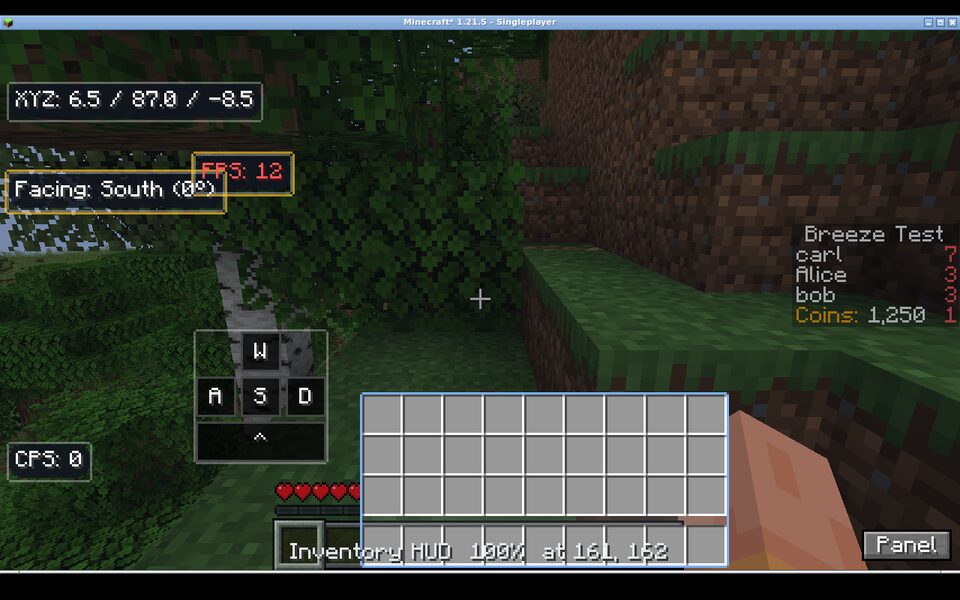 Minecraft* 1.21.5 - Singleplayer
XYZ: 6.5 / 87.0 / -8.5
FPS: 12
Facing: South (0°)
Breeze Test
carl 7
Alice 3
bob 3
Coins: 1,250 1
W
A S D
^
CPS: 0
Inventory HUD 100% at 161, 162
Panel